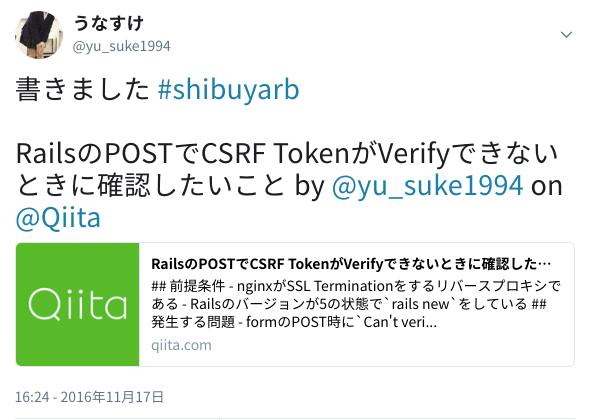 うなすけ
@yu_suke1994
書きました #shibuyarb
RailsのPOSTでCSRF TokenがVerifyできない
ときに確認したいこと by @yu_suke1994 on
@Qiita
Qiita
RailsのPOSTでCSRF TokenがVerifyできないときに確認した…
## 前提条件 - nginxがSSL Terminationをするリバースプロキシで
ある - Railsのバージョンが5の状態で`rails new`をしている ##
発生する問題 - formのPOST時に`Can't veri...
qiita.com
16:24 - 2016年11月17日